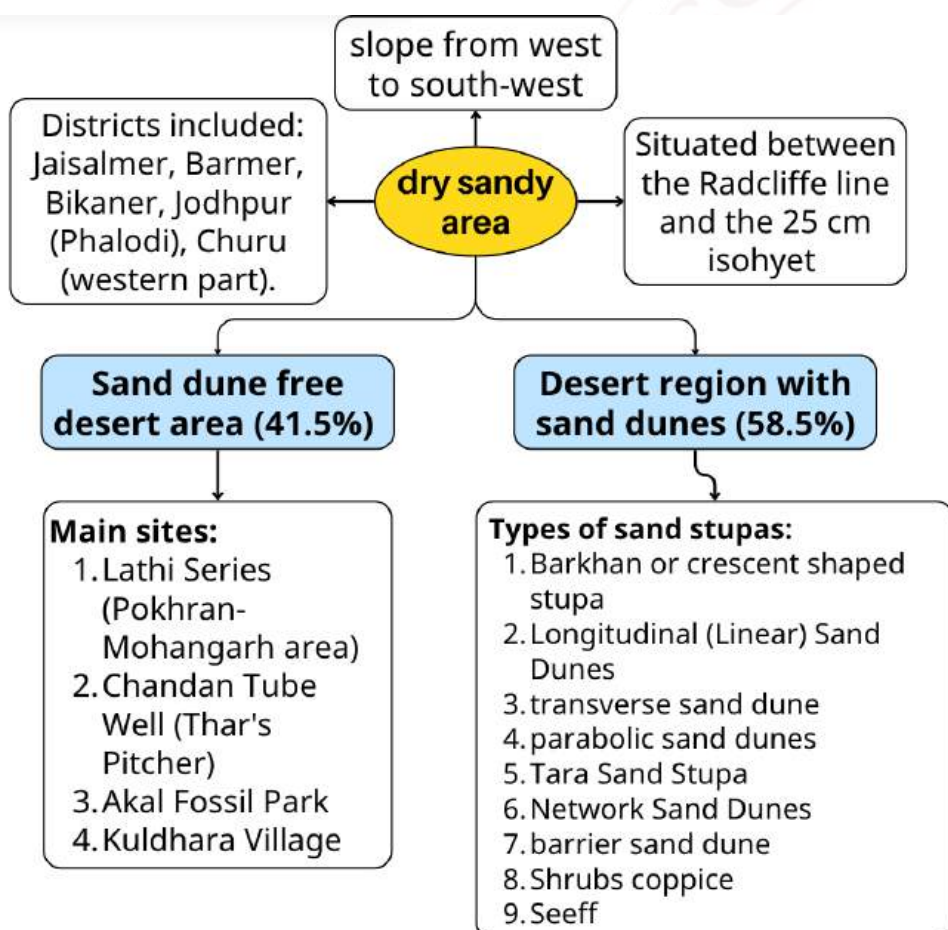 slope from west
to south-west
Districts included:
Jaisalmer, Barmer,
Bikaner, Jodhpur
(Phalodi), Churu
(western part).
dry sandy
area
Situated between
the Radcliffe line
and the 25 cm
isohyet
Sand dune free
desert area (41.5%)
Desert region with
sand dunes (58.5%)
Main sites:
1. Lathi Series
(Pokhran-
Mohangarh area)
2. Chandan Tube
Well (Thar's
Pitcher)
3. Akal Fossil Park
4. Kuldhara Village
Types of sand stupas:
1. Barkhan or crescent shaped
stupa
2. Longitudinal (Linear) Sand
Dunes
3. transverse sand dune
4. parabolic sand dunes
5. Tara Sand Stupa
6. Network Sand Dunes
7. barrier sand dune
8. Shrubs coppice
9. Seeff